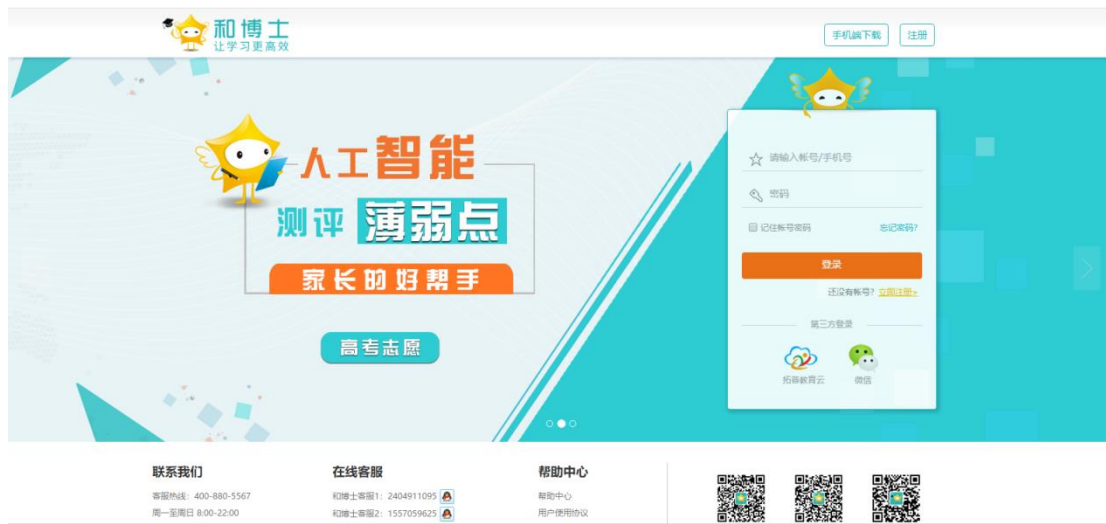 和博士
让学习更高效
手机端下载
注册
人工智能
测评 薄弱点
家长的好帮手
高考志愿
请输入帐号/手机号
密码
记住帐号密码
忘记密码?
登录
还没有帐号? 立即注册»
第三方登录
教育云
微信
联系我们
客服热线: 400-880-5567
周一至周日 8:00-22:00
在线客服
和博士客服1: 2404911095
和博士客服2: 1557059625
帮助中心
帮助中心
用户使用协议